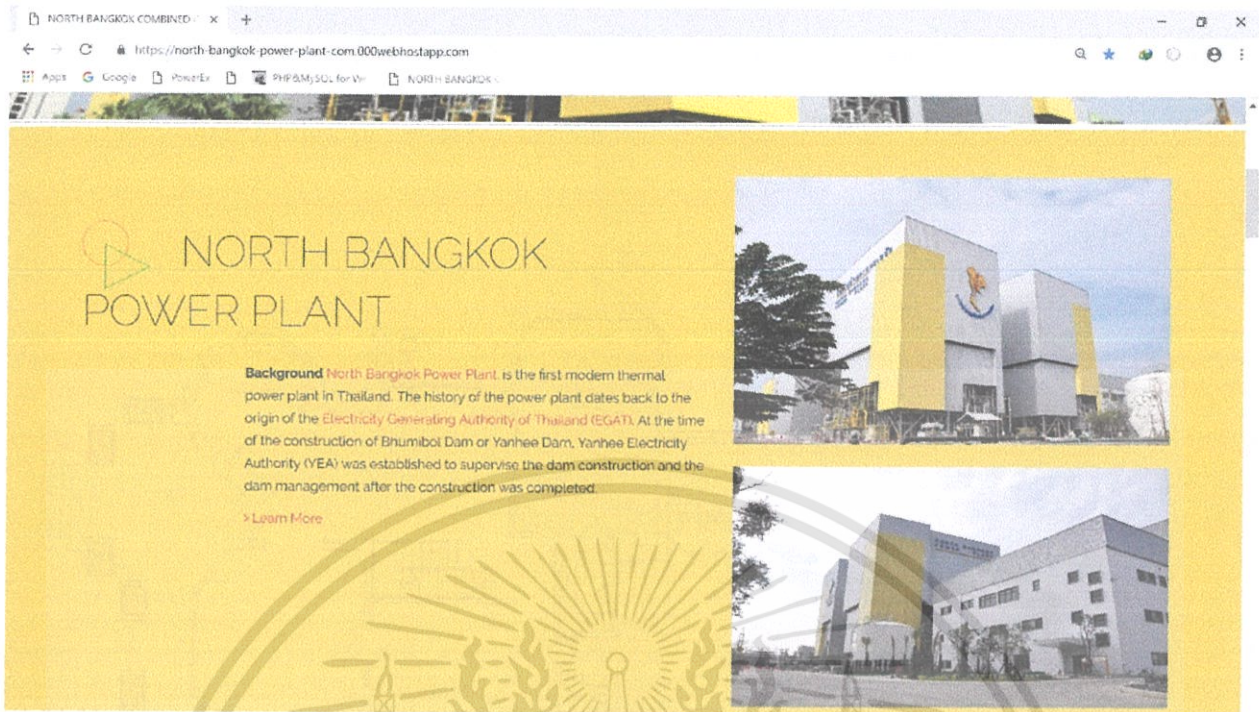 NORTH BANGKOK COMBINED
https://north-bangkok-power-plant-com.000webhostapp.com
Apps Google PowerEx PHP&MySQL for NORTH BANGKOK
NORTH BANGKOK
POWER PLANT
Background North Bangkok Power Plant. is the first modern thermal
power plant in Thailand. The history of the power plant dates back to the
origin of the Electricity Generating Authority of Thailand (EGAT). At the time
of the construction of Bhumibol Dam or Yanhee Dam, Yanhee Electricity
Authority (YEA) was established to supervise the dam construction and the
dam management after the construction was completed.
> Learn More